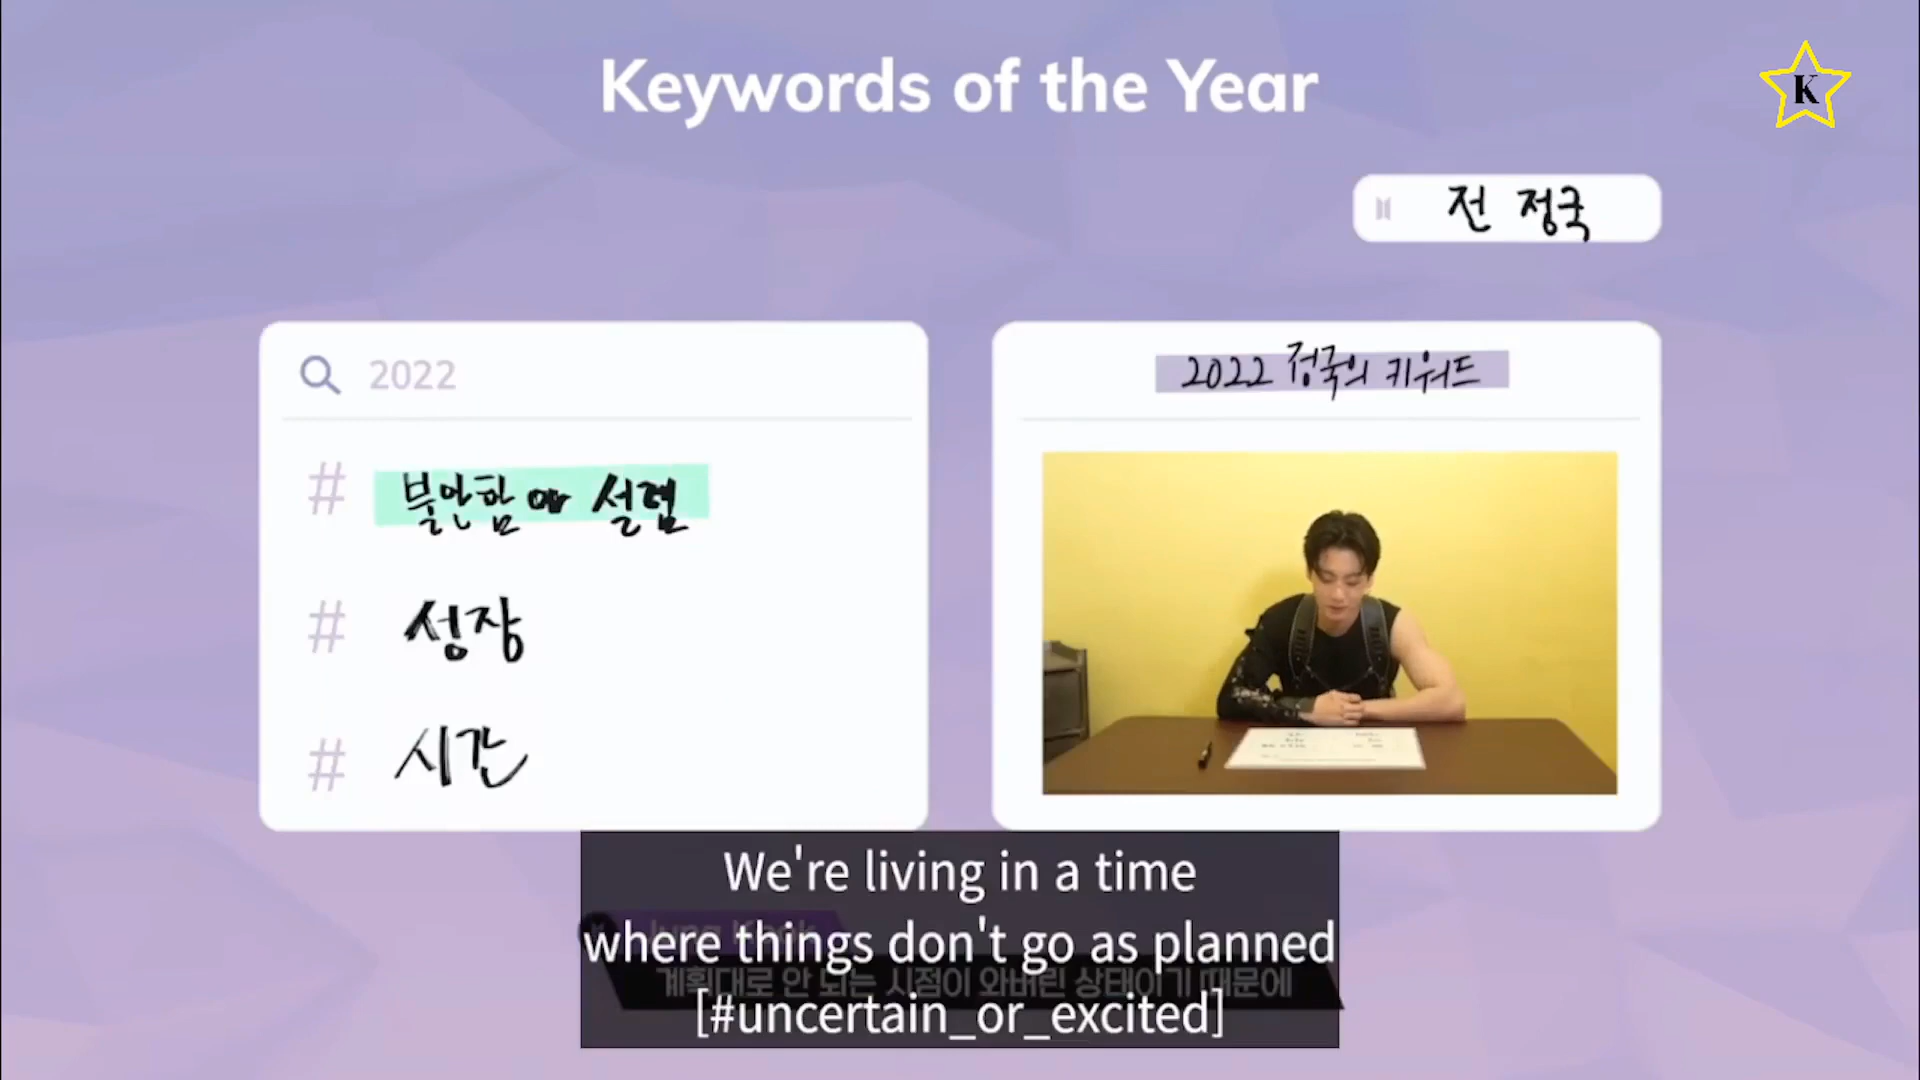 Keywords of the Year
K
전 정국
2022
# 불안함 or 설렘
# 성장
# 시간
2022 정국의 키워드
We're living in a time
where things don't go as planned
[#uncertain_or_excited]
Jung Kook
계획대로 안 되는 시점이 와버린 상태이기 때문에